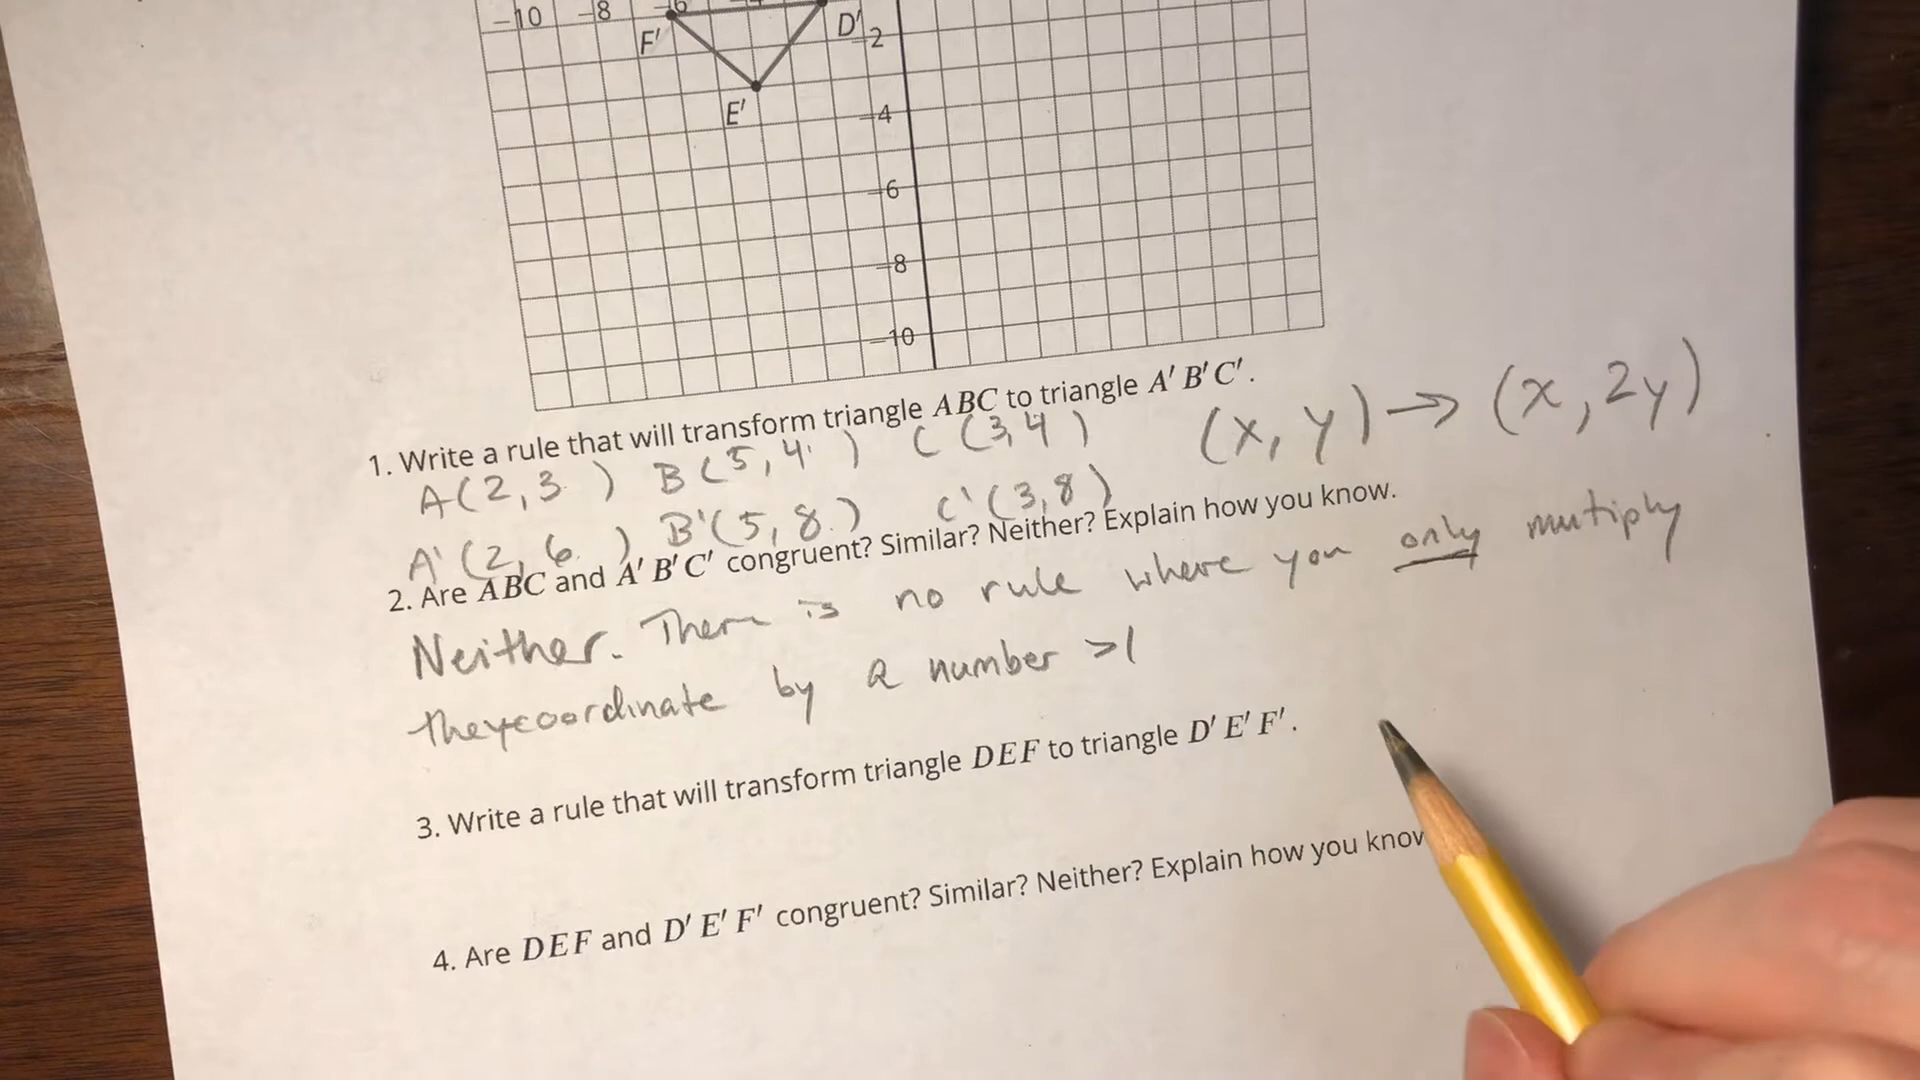 -10 -8 -6
F' D' 2
E'
-4
-6
-8
-10
1. Write a rule that will transform triangle ABC to triangle A′ B′ C′.
A(2,3) B(5,4) C(3,4) (x, y) → (x, 2y)
A'(2,6) B'(5,8) C'(3,8)
2. Are ABC and A′ B′ C′ congruent? Similar? Neither? Explain how you know.
Neither. There is no rule where you only multiply
the y coordinate by a number >1
3. Write a rule that will transform triangle DEF to triangle D′ E′ F′.
4. Are DEF and D′ E′ F′ congruent? Similar? Neither? Explain how you know